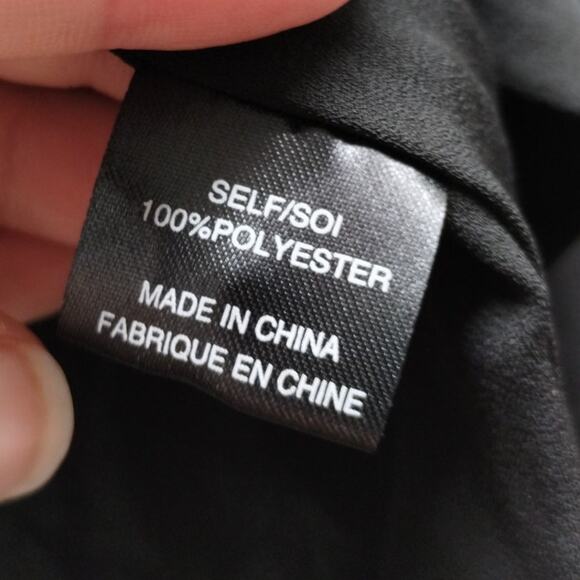 SELF/SOI
100%POLYESTER
MADE IN CHINA
FABRIQUE EN CHINE